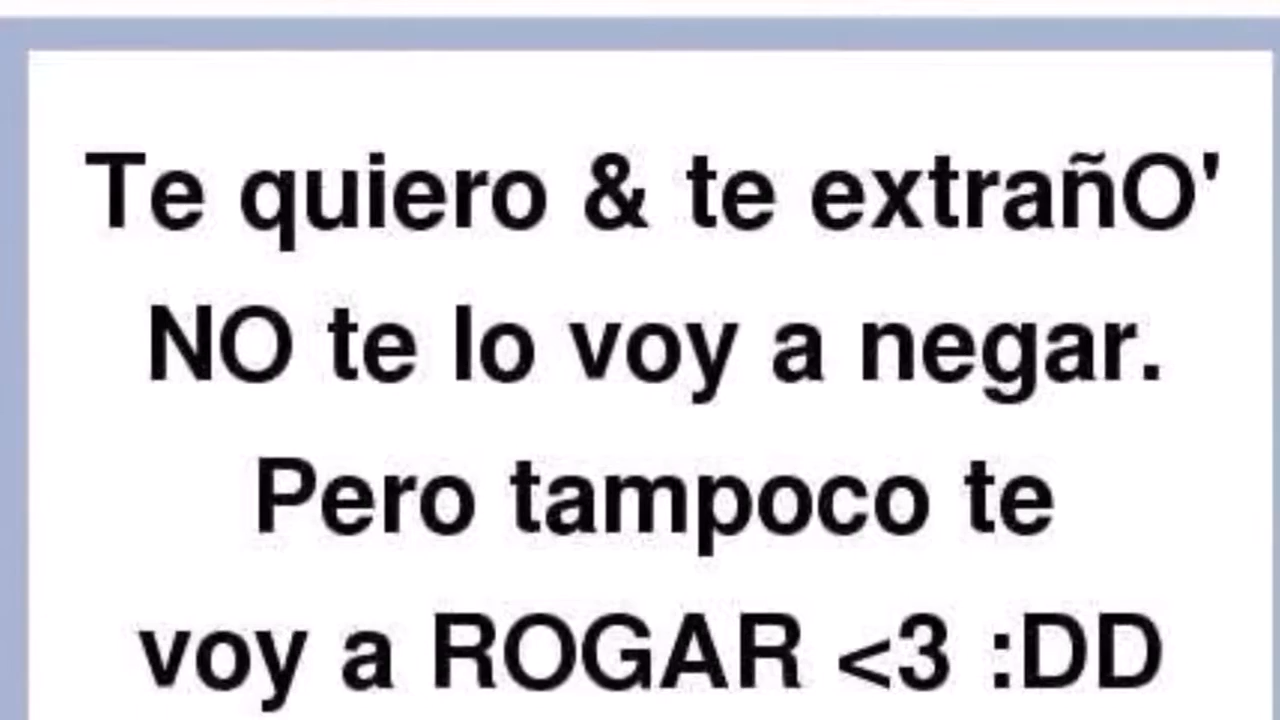 Te quiero & te extrañO'
NO te lo voy a negar.
Pero tampoco te
voy a ROGAR <3 :DD